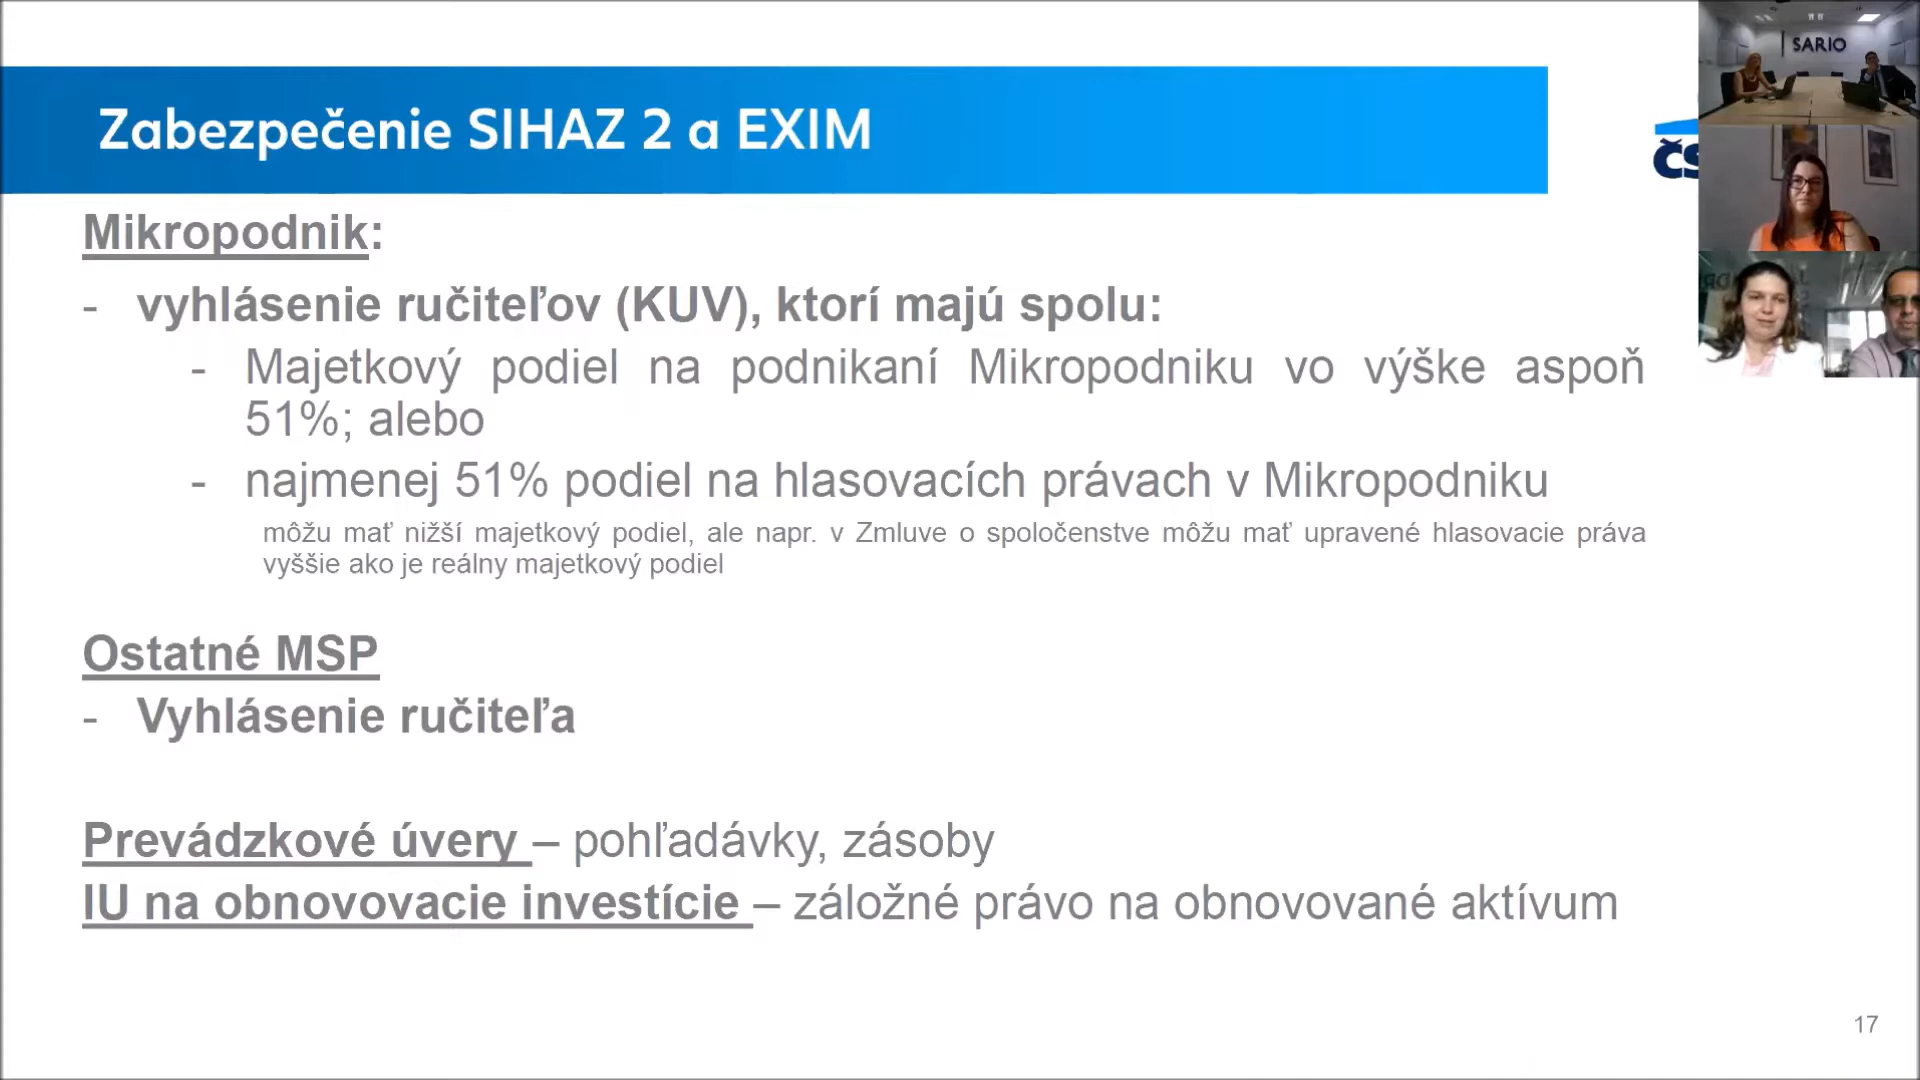 SARIO
Zabezpečenie SIHAZ 2 a EXIM
ČS
Mikropodnik:
- vyhlásenie ručiteľov (KUV), ktorí majú spolu:
- Majetkový podiel na podnikaní Mikropodniku vo výške aspoň
51%; alebo
- najmenej 51% podiel na hlasovacích právach v Mikropodniku
môžu mať nižší majetkový podiel, ale napr. v Zmluve o spoločenstve môžu mať upravené hlasovacie práva
vyššie ako je reálny majetkový podiel
Ostatné MSP
- Vyhlásenie ručiteľa
Prevádzkové úvery – pohľadávky, zásoby
IU na obnovovacie investície – záložné právo na obnovované aktívum
17